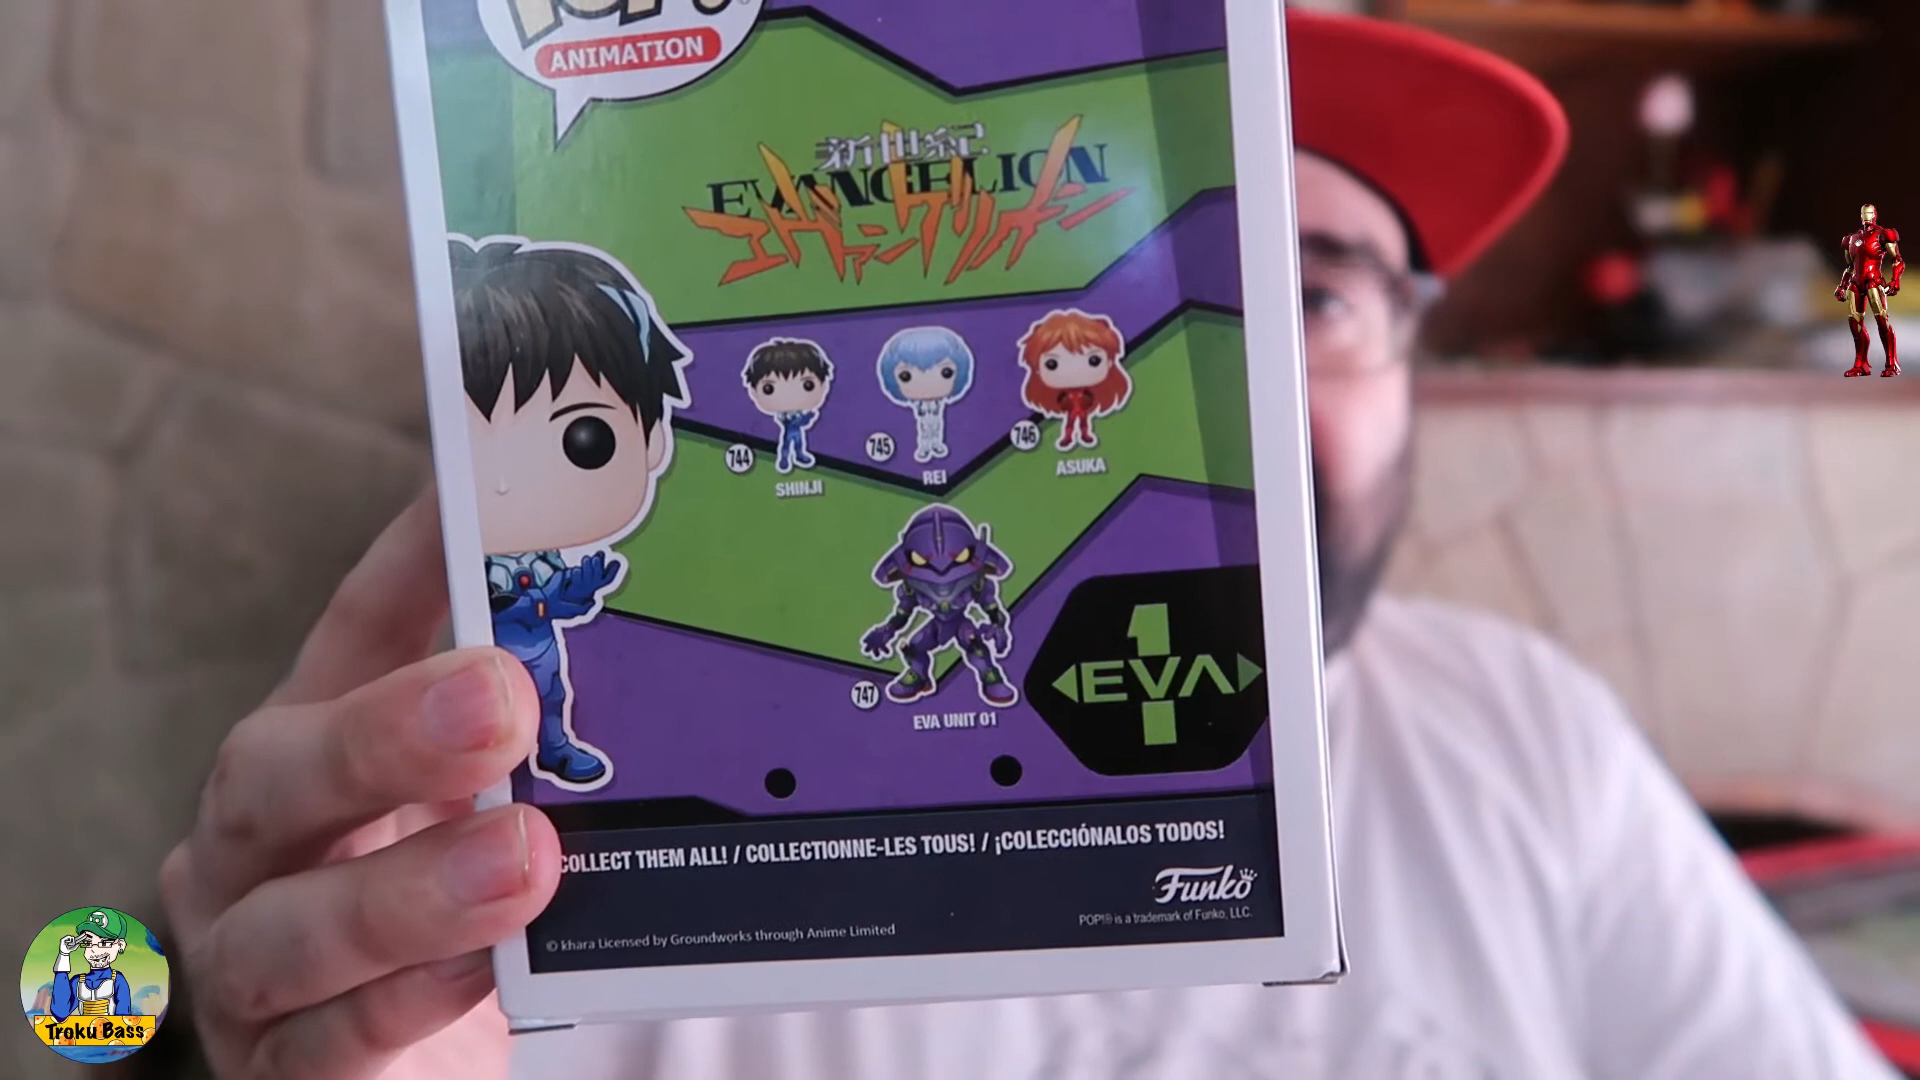 POP!
ANIMATION
新世紀
EVANGELION
エヴァンゲリオン
744
SHINJI
745
REI
746
ASUKA
747
EVA UNIT 01
1
EVA
COLLECT THEM ALL! / COLLECTIONNE-LES TOUS! / ¡COLECCIÓNALOS TODOS!
Funko
POP!® is a trademark of Funko, LLC.
© khara Licensed by Groundworks through Anime Limited
Troku Bass